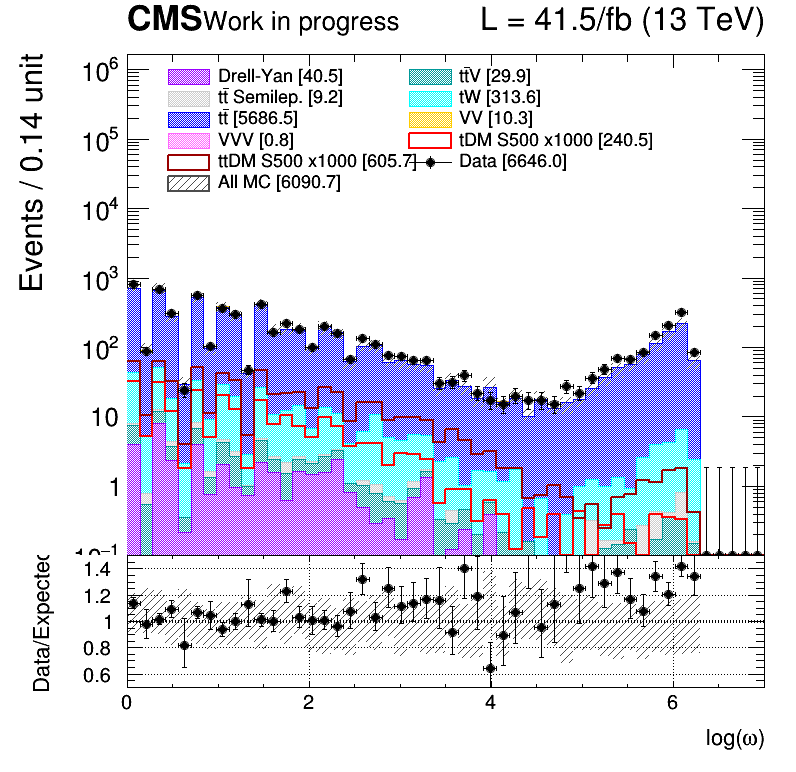 CMS Work in progress L = 41.5/fb (13 TeV)
Events / 0.14 unit
10⁶
10⁵
10⁴
10³
10²
10
1
10⁻¹
Drell-Yan [40.5]
tt̄V [29.9]
tt̄ Semilep. [9.2]
tW [313.6]
tt̄ [5686.5]
VV [10.3]
VVV [0.8]
tDM S500 x1000 [240.5]
ttDM S500 x1000 [605.7]
Data [6646.0]
All MC [6090.7]
Data/Expected
1.4
1.2
1
0.8
0.6
0 2 4 6
log(ω)